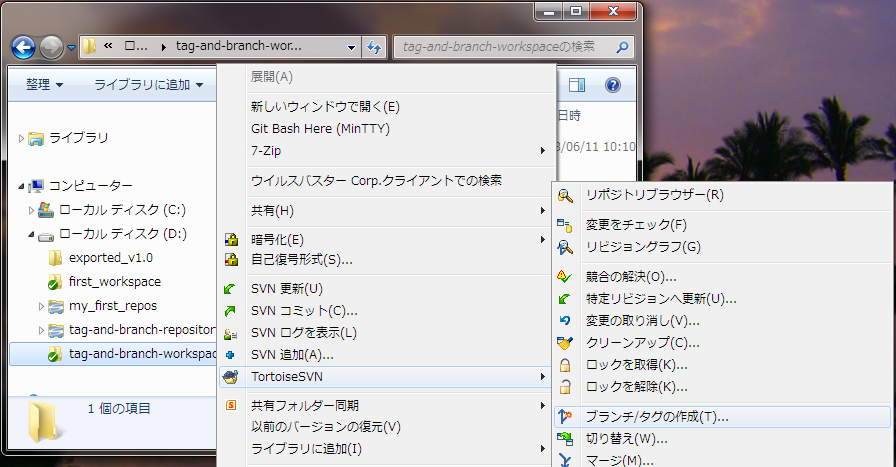 « ロ... ▸ tag-and-branch-wor...
tag-and-branch-workspaceの検索
整理
ライブラリに追加
日時
3/06/11 10:10
ライブラリ
コンピューター
ローカル ディスク (C:)
ローカル ディスク (D:)
exported_v1.0
first_workspace
my_first_repos
tag-and-branch-repositor
tag-and-branch-workspac
1 個の項目
展開(A)
新しいウィンドウで開く(E)
Git Bash Here (MinTTY)
7-Zip
ウイルスバスター Corp.クライアントでの検索
共有(H)
暗号化(E)
自己復号形式(S)...
SVN 更新(U)
SVN コミット(C)...
SVN ログを表示(L)
SVN 追加(A)...
TortoiseSVN
共有フォルダー同期
以前のバージョンの復元(V)
ライブラリに追加(I)
リポジトリブラウザー(R)
変更をチェック(F)
リビジョングラフ(G)
競合の解決(O)...
特定リビジョンへ更新(U)...
変更の取り消し(V)...
クリーンアップ(C)...
ロックを取得(K)...
ロックを解除(K)...
ブランチ/タグの作成(T)...
切り替え(W)...
マージ(M)...